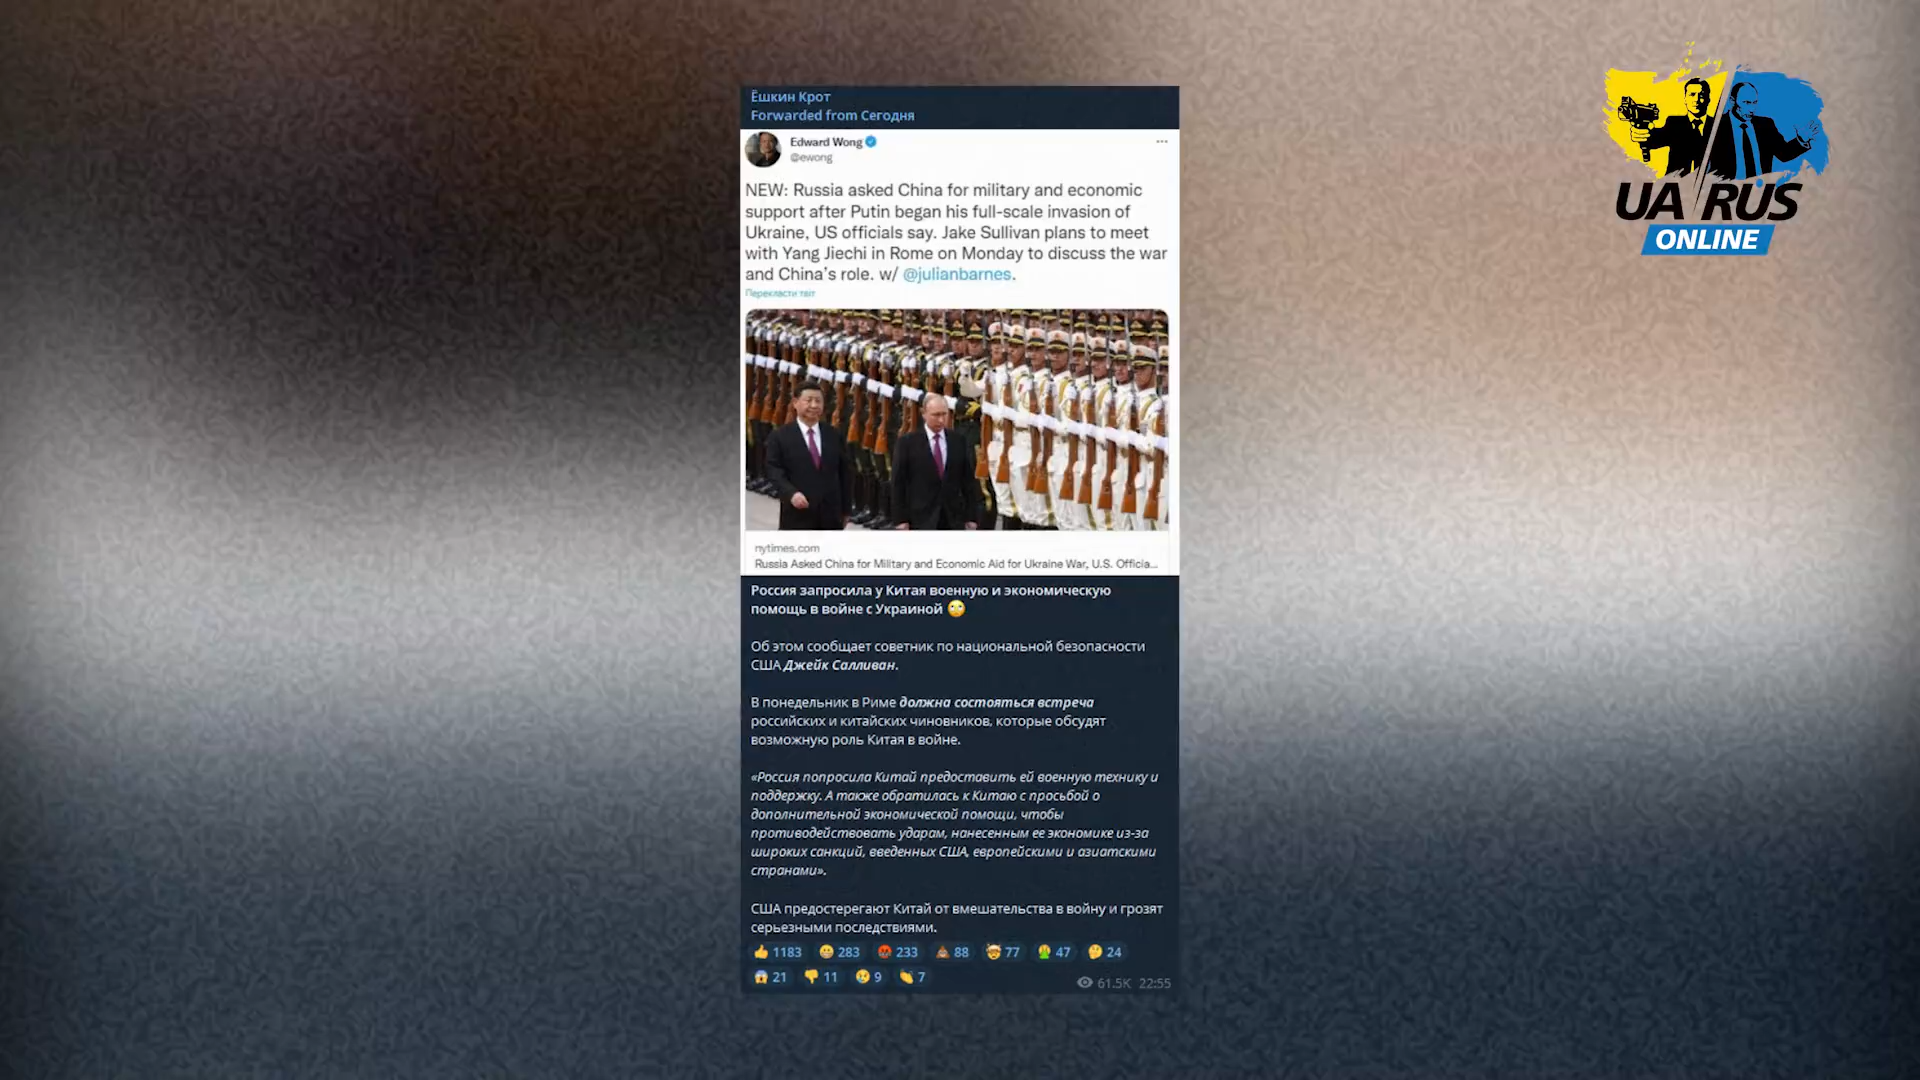 Ёшкин Крот
Forwarded from Сегодня
Edward Wong
@ewong
NEW: Russia asked China for military and economic
support after Putin began his full-scale invasion of
Ukraine, US officials say. Jake Sullivan plans to meet
with Yang Jiechi in Rome on Monday to discuss the war
and China's role. w/ @julianbarnes.
Перекласти твіт
nytimes.com
Russia Asked China for Military and Economic Aid for Ukraine War, U.S. Officia...
Россия запросила у Китая военную и экономическую
помощь в войне с Украиной 🙄
Об этом сообщает советник по национальной безопасности
США Джейк Салливан.
В понедельник в Риме должна состояться встреча
российских и китайских чиновников, которые обсудят
возможную роль Китая в войне.
«Россия попросила Китай предоставить ей военную технику и
поддержку. А также обратилась к Китаю с просьбой о
дополнительной экономической помощи, чтобы
противодействовать ударам, нанесенным ее экономике из-за
широких санкций, введенных США, европейскими и азиатскими
странами».
США предостерегают Китай от вмешательства в войну и грозят
серьезными последствиями.
1183 283 233 88 77 47 24
21 11 9 7
61.5K 22:55
UA RUS
ONLINE